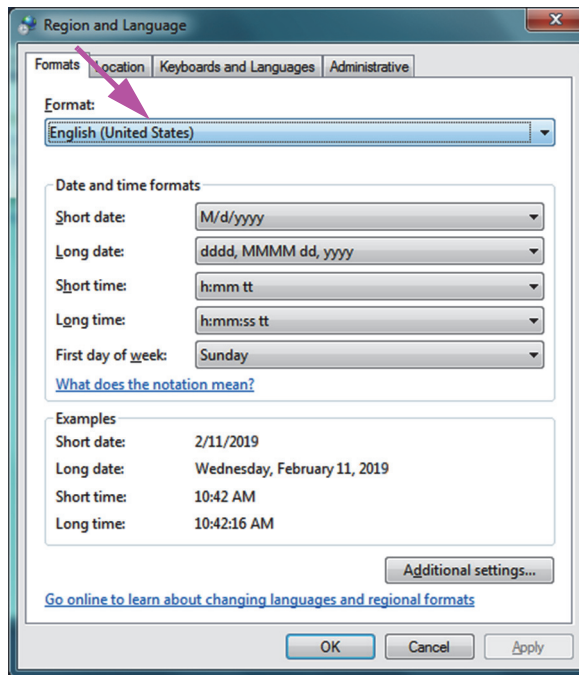 Region and Language
Formats Location Keyboards and Languages Administrative
Format:
English (United States)
Date and time formats
Short date: M/d/yyyy
Long date: dddd, MMMM dd, yyyy
Short time: h:mm tt
Long time: h:mm:ss tt
First day of week: Sunday
What does the notation mean?
Examples
Short date: 2/11/2019
Long date: Wednesday, February 11, 2019
Short time: 10:42 AM
Long time: 10:42:16 AM
Additional settings...
Go online to learn about changing languages and regional formats
OK Cancel Apply